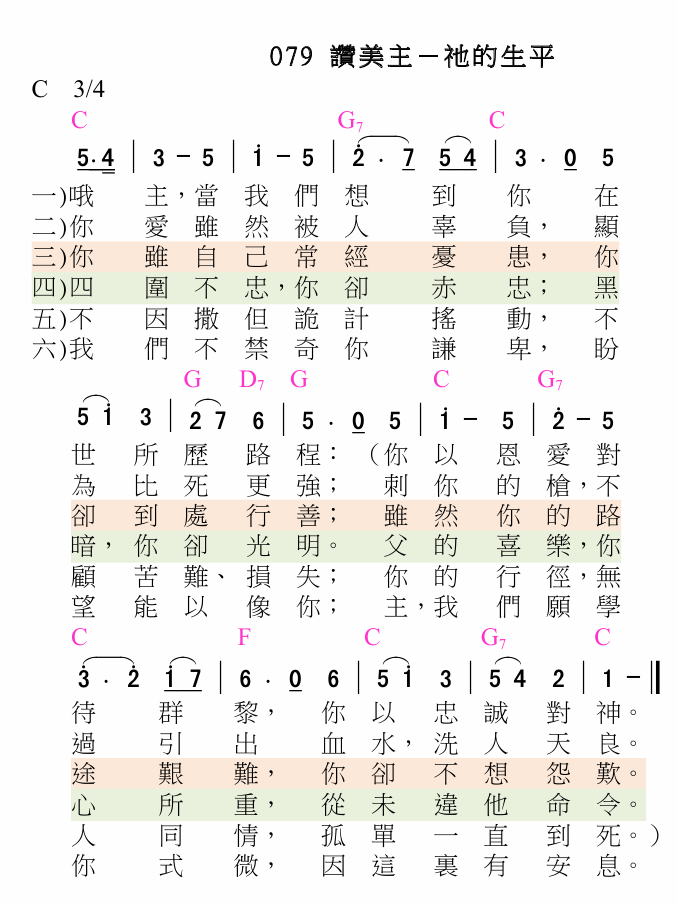 079 讚美主－祂的生平
C 3/4
C G7 C
5·4 | 3 － 5 | i － 5 | 2̇ · 7 5 4 | 3 · 0 5
一)哦 主，當 我 們 想 到 你 在
二)你 愛 雖 然 被 人 辜 負， 顯
三)你 雖 自 己 常 經 憂 患， 你
四)四 圍 不 忠，你 卻 赤 忠； 黑
五)不 因 撒 但 詭 計 搖 動， 不
六)我 們 不 禁 奇 你 謙 卑， 盼
G D7 G C G7
5 i 3 | 2 7 6 | 5 · 0 5 | i － 5 | 2̇ － 5
世 所 歷 路 程： （你 以 恩 愛 對
為 比 死 更 強； 刺 你 的 槍，不
卻 到 處 行 善； 雖 然 你 的 路
暗，你 卻 光 明。 父 的 喜 樂，你
顧 苦 難、損 失； 你 的 行 徑，無
望 能 以 像 你； 主，我 們 願 學
C F C G7 C
3̇ · 2̇ i 7 | 6 · 0 6 | 5 i 3 | 5 4 2 | 1 － ||
待 群 黎， 你 以 忠 誠 對 神。
過 引 出 血 水，洗 人 天 良。
途 艱 難， 你 卻 不 想 怨 歎。
心 所 重， 從 未 違 他 命 令。
人 同 情， 孤 單 一 直 到 死。）
你 式 微， 因 這 裏 有 安 息。